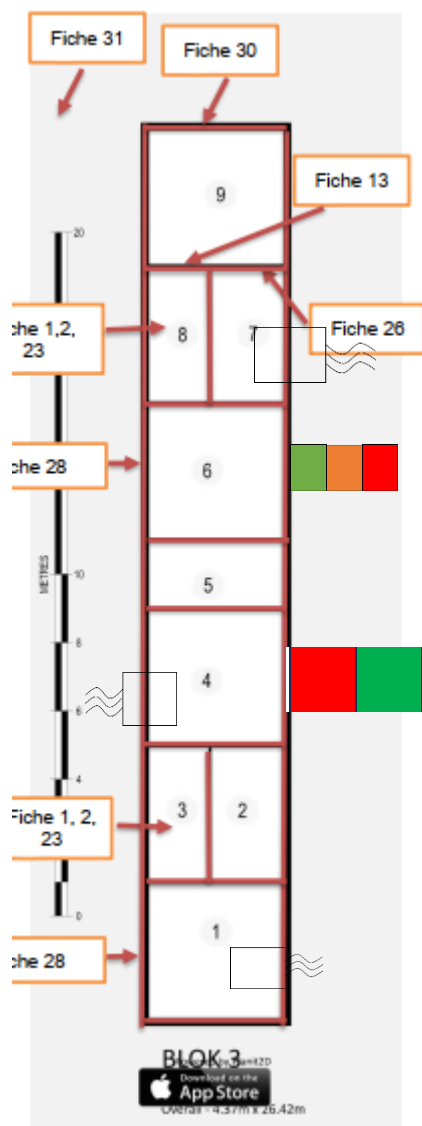 Fiche 31
Fiche 30
Fiche 13
9
20
Fiche 26
che 1,2,
23
8
7
che 28
6
METRES
10
5
8
4
6
4
Fiche 1, 2,
23
3
2
0
1
che 28
BLOK 3
Download on the
App Store
Overall - 4.37m x 26.42m